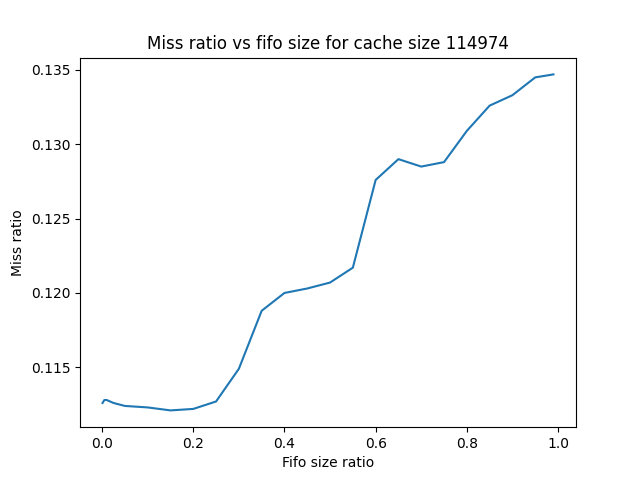 Miss ratio vs fifo size for cache size 114974
0.135
0.130
0.125
0.120
0.115
Miss ratio
0.0 0.2 0.4 0.6 0.8 1.0
Fifo size ratio